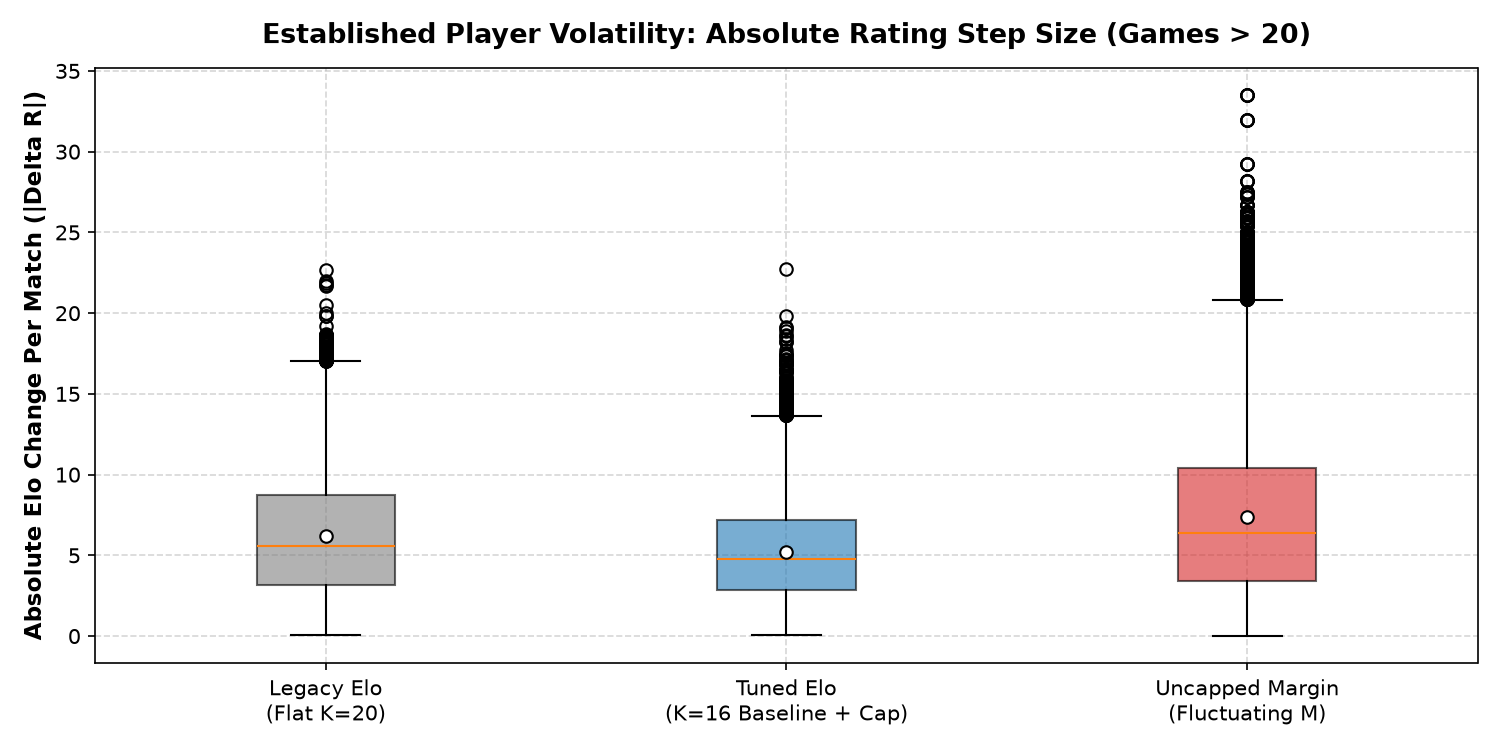 Established Player Volatility: Absolute Rating Step Size (Games > 20)
Absolute Elo Change Per Match (|Delta R|)
35
30
25
20
15
10
5
0
Legacy Elo
(Flat K=20)
Tuned Elo
(K=16 Baseline + Cap)
Uncapped Margin
(Fluctuating M)